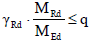 γRd · MRd / MEd ≤ q